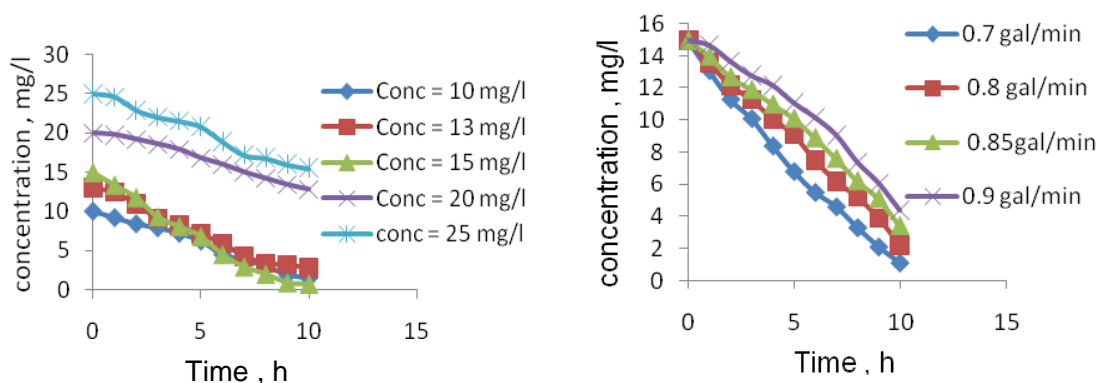 concentration , mg/l
30
25
20
15
10
5
0
0
5
10
15
Time , h
Conc = 10 mg/l
Conc = 13 mg/l
Conc = 15 mg/l
Conc = 20 mg/l
conc = 25 mg/l
concentration , mg/l
16
14
12
10
8
6
4
2
0
0
5
10
15
Time , h
0.7 gal/min
0.8 gal/min
0.85gal/min
0.9 gal/min